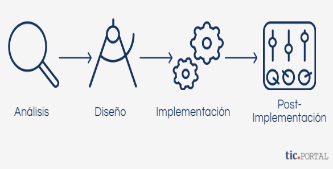 Análisis
Diseño
Implementación
Post-
Implementación
tic.PORTAL